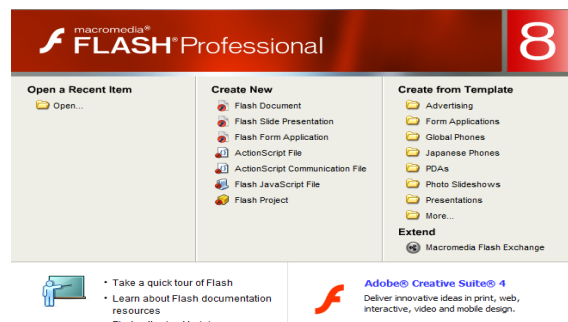 macromedia®
FLASH® Professional
8
Open a Recent Item
Open...
Create New
Flash Document
Flash Slide Presentation
Flash Form Application
ActionScript File
ActionScript Communication File
Flash JavaScript File
Flash Project
Create from Template
Advertising
Form Applications
Global Phones
Japanese Phones
PDAs
Photo Slideshows
Presentations
More...
Extend
Macromedia Flash Exchange
• Take a quick tour of Flash
• Learn about Flash documentation
resources
Adobe® Creative Suite® 4
Deliver innovative ideas in print, web,
interactive, video and mobile design.